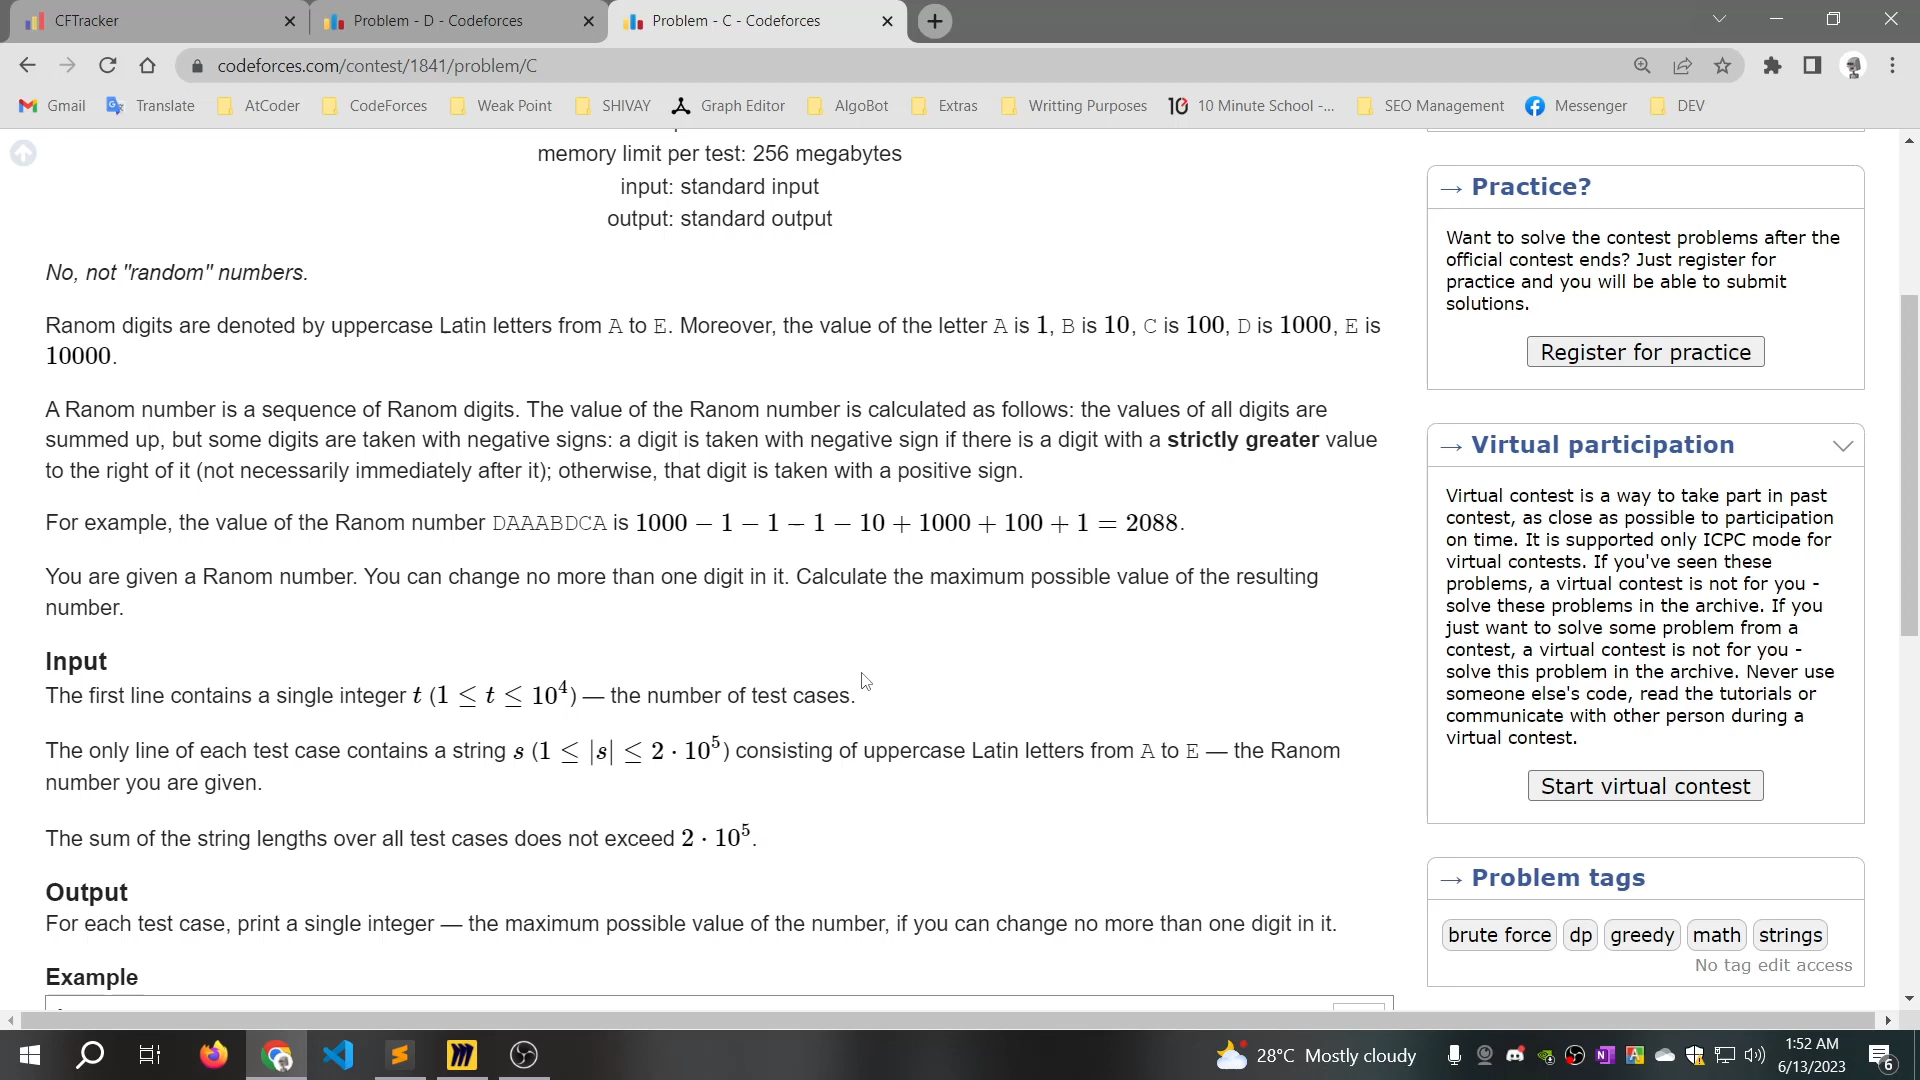 CFTracker
Problem - D - Codeforces
Problem - C - Codeforces
codeforces.com/contest/1841/problem/C
Gmail
Translate
AtCoder
CodeForces
Weak Point
SHIVAY
Graph Editor
AlgoBot
Extras
Writting Purposes
10 Minute School -...
SEO Management
Messenger
DEV
memory limit per test: 256 megabytes
input: standard input
output: standard output
No, not "random" numbers.
Ranom digits are denoted by uppercase Latin letters from A to E. Moreover, the value of the letter A is 1, B is 10, C is 100, D is 1000, E is
10000.
A Ranom number is a sequence of Ranom digits. The value of the Ranom number is calculated as follows: the values of all digits are
summed up, but some digits are taken with negative signs: a digit is taken with negative sign if there is a digit with a strictly greater value
to the right of it (not necessarily immediately after it); otherwise, that digit is taken with a positive sign.
For example, the value of the Ranom number DAAABDCA is 1000 − 1 − 1 − 1 − 10 + 1000 + 100 + 1 = 2088.
You are given a Ranom number. You can change no more than one digit in it. Calculate the maximum possible value of the resulting
number.
Input
The first line contains a single integer t (1 ≤ t ≤ 10⁴) — the number of test cases.
The only line of each test case contains a string s (1 ≤ |s| ≤ 2 · 10⁵) consisting of uppercase Latin letters from A to E — the Ranom
number you are given.
The sum of the string lengths over all test cases does not exceed 2 · 10⁵.
Output
For each test case, print a single integer — the maximum possible value of the number, if you can change no more than one digit in it.
Example
→ Practice?
Want to solve the contest problems after the
official contest ends? Just register for
practice and you will be able to submit
solutions.
Register for practice
→ Virtual participation
Virtual contest is a way to take part in past
contest, as close as possible to participation
on time. It is supported only ICPC mode for
virtual contests. If you've seen these
problems, a virtual contest is not for you -
solve these problems in the archive. If you
just want to solve some problem from a
contest, a virtual contest is not for you -
solve this problem in the archive. Never use
someone else's code, read the tutorials or
communicate with other person during a
virtual contest.
Start virtual contest
→ Problem tags
brute force
dp
greedy
math
strings
No tag edit access
28°C Mostly cloudy
1:52 AM
6/13/2023
6